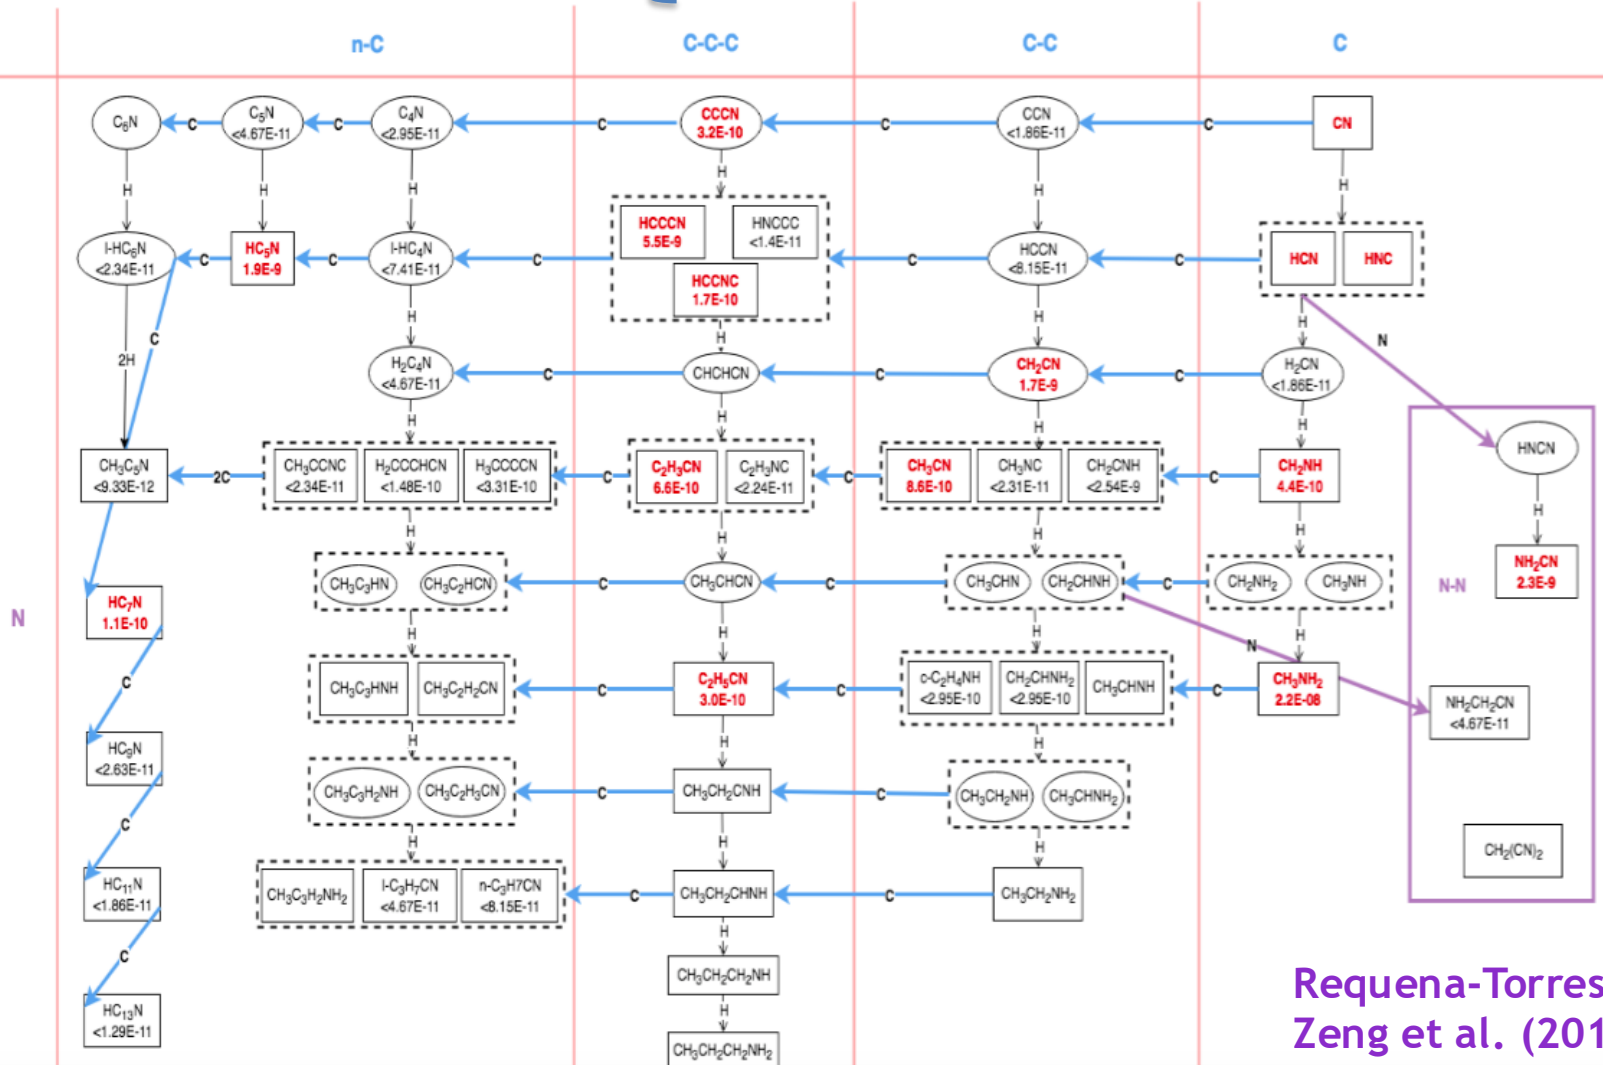 n-C
C-C-C
C-C
C
C₆N
C
C₅N
<4.67E-11
C
C₄N
<2.95E-11
C
CCCN
3.2E-10
C
CCN
<1.86E-11
C
CN
H
H
H
H
H
H
l-HC₆N
<2.34E-11
C
HC₅N
1.9E-9
C
l-HC₄N
<7.41E-11
C
HCCCN
5.5E-9
HNCCC
<1.4E-11
HCCNC
1.7E-10
C
HCCN
<8.15E-11
C
HCN
HNC
C
2H
H
H
H
H
N
H₂C₄N
<4.67E-11
C
CHCHCN
C
CH₂CN
1.7E-9
C
H₂CN
<1.86E-11
H
H
H
H
CH₃C₅N
<9.33E-12
2C
CH₃CCNC
<2.34E-11
H₂CCCHCN
<1.48E-10
H₃CCCCN
<3.31E-10
C
C₂H₃CN
6.6E-10
C₂H₃NC
<2.24E-11
C
CH₃CN
8.6E-10
CH₃NC
<2.31E-11
CH₂CNH
<2.54E-9
C
CH₂NH
4.4E-10
HNCN
H
H
H
H
H
CH₃C₃HN
CH₃C₂HCN
C
CH₃CHCN
C
CH₃CHN
CH₂CHNH
C
CH₂NH₂
CH₃NH
N-N
NH₂CN
2.3E-9
N
HC₇N
1.1E-10
H
H
H
N
H
C
CH₃C₃HNH
CH₃C₂H₂CN
C
C₂H₅CN
3.0E-10
C
c-C₂H₄NH
<2.95E-10
CH₂CHNH₂
<2.95E-10
CH₃CHNH
C
CH₃NH₂
2.2E-08
NH₂CH₂CN
<4.67E-11
H
H
H
HC₉N
<2.63E-11
CH₃C₃H₂NH
CH₃C₂H₃CN
C
CH₃CH₂CNH
C
CH₃CH₂NH
CH₃CHNH₂
C
H
H
H
CH₂(CN)₂
HC₁₁N
<1.86E-11
CH₃C₃H₂NH₂
l-C₃H₇CN
<4.67E-11
n-C₃H7CN
<8.15E-11
C
CH₃CH₂CHNH
C
CH₃CH₂NH₂
C
H
CH₃CH₂CH₂NH
HC₁₃N
<1.29E-11
H
CH₃CH₂CH₂NH₂
Requena-Torres
Zeng et al. (201